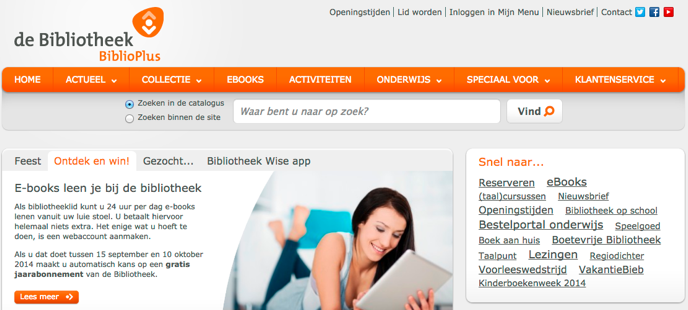 Openingstijden | Lid worden | Inloggen in Mijn Menu | Nieuwsbrief | Contact
de Bibliotheek
BiblioPlus
HOME ACTUEEL COLLECTIE EBOOKS ACTIVITEITEN ONDERWIJS SPECIAAL VOOR KLANTENSERVICE
Zoeken in de catalogus
Zoeken binnen de site
Waar bent u naar op zoek?
Vind
Feest Ontdek en win! Gezocht... Bibliotheek Wise app
E-books leen je bij de bibliotheek
Als bibliotheeklid kunt u 24 uur per dag e-books
lenen vanuit uw luie stoel. U betaalt hiervoor
helemaal niets extra. Het enige wat u hoeft te
doen, is een webaccount aanmaken.
Als u dat doet tussen 15 september en 10 oktober
2014 maakt u automatisch kans op een gratis
jaarabonnement van de Bibliotheek.
Lees meer
Snel naar...
Reserveren eBooks
(taal)cursussen Nieuwsbrief
Openingstijden Bibliotheek op school
Bestelportal onderwijs Speelgoed
Boek aan huis Boetevrije Bibliotheek
Taalpunt Lezingen Regiodichter
Voorleeswedstrijd VakantieBieb
Kinderboekenweek 2014